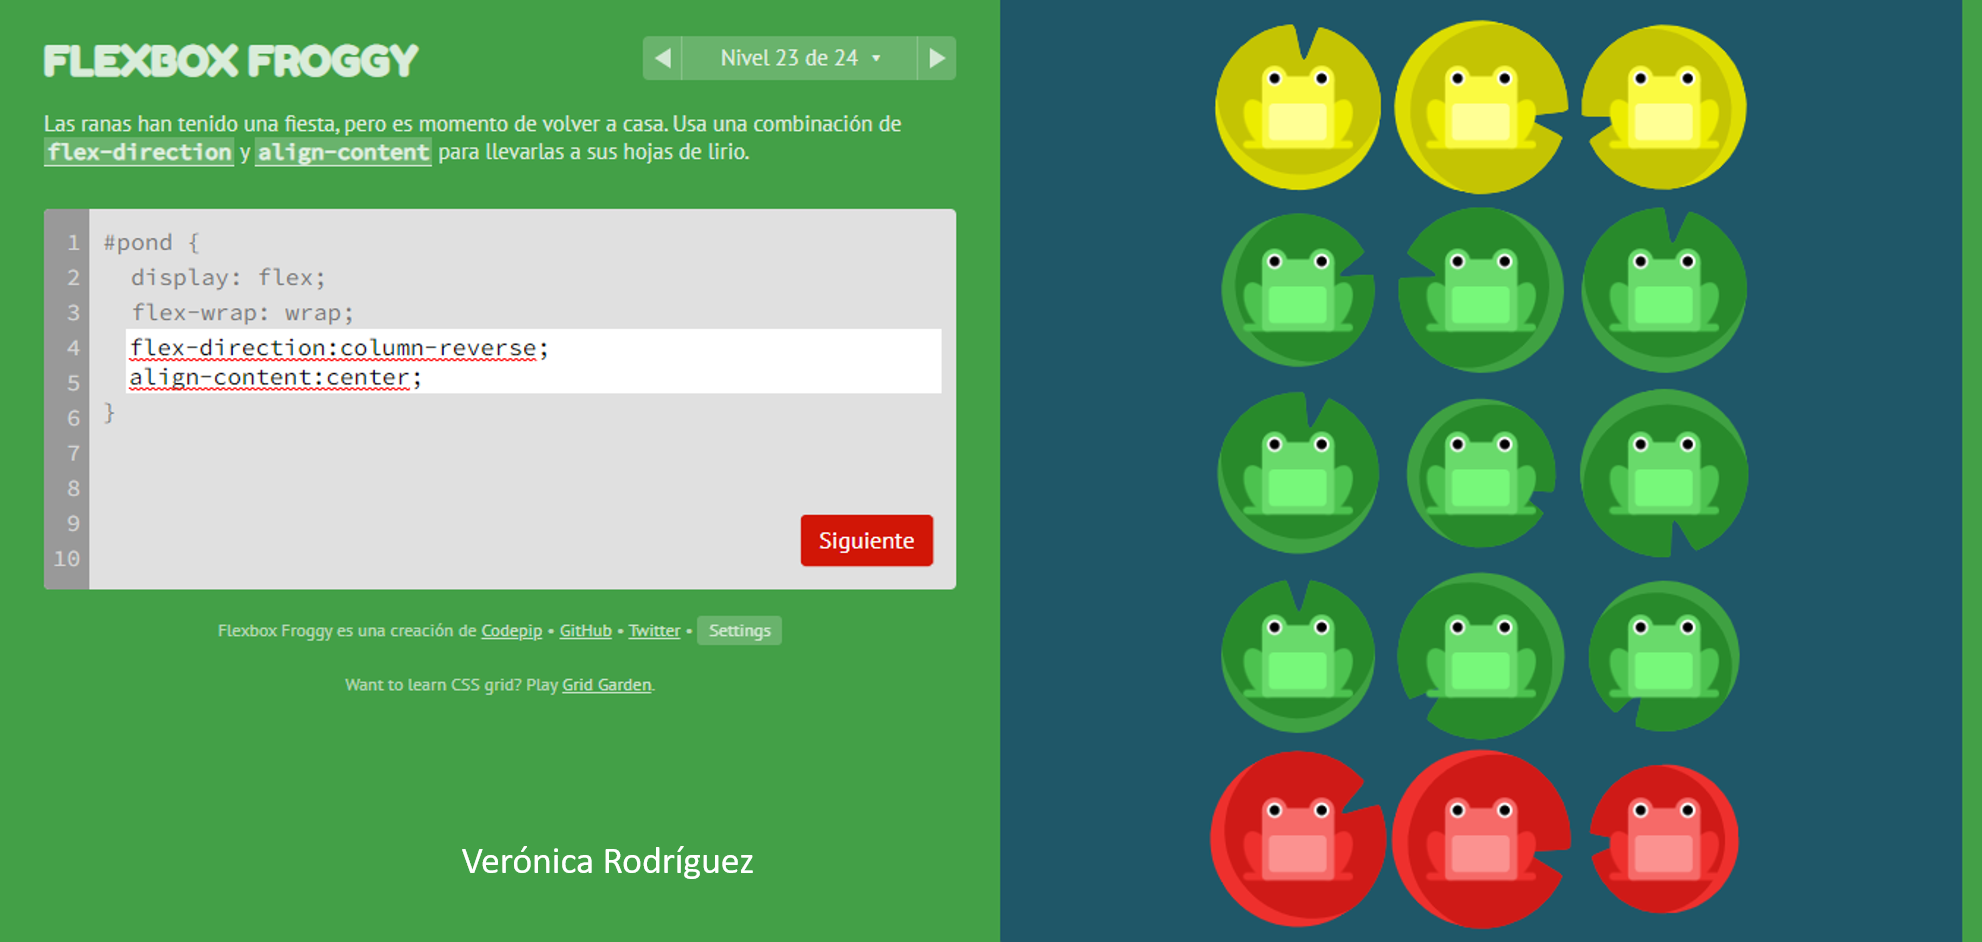 FLEXBOX FROGGY
◀ Nivel 23 de 24 ▾ ▶
Las ranas han tenido una fiesta, pero es momento de volver a casa. Usa una combinación de
flex-direction y align-content para llevarlas a sus hojas de lirio.
1 #pond {
2 display: flex;
3 flex-wrap: wrap;
4 flex-direction:column-reverse;
5 align-content:center;
6 }
7
8
9
10
Siguiente
Flexbox Froggy es una creación de Codepip • GitHub • Twitter • Settings
Want to learn CSS grid? Play Grid Garden.
Verónica Rodríguez